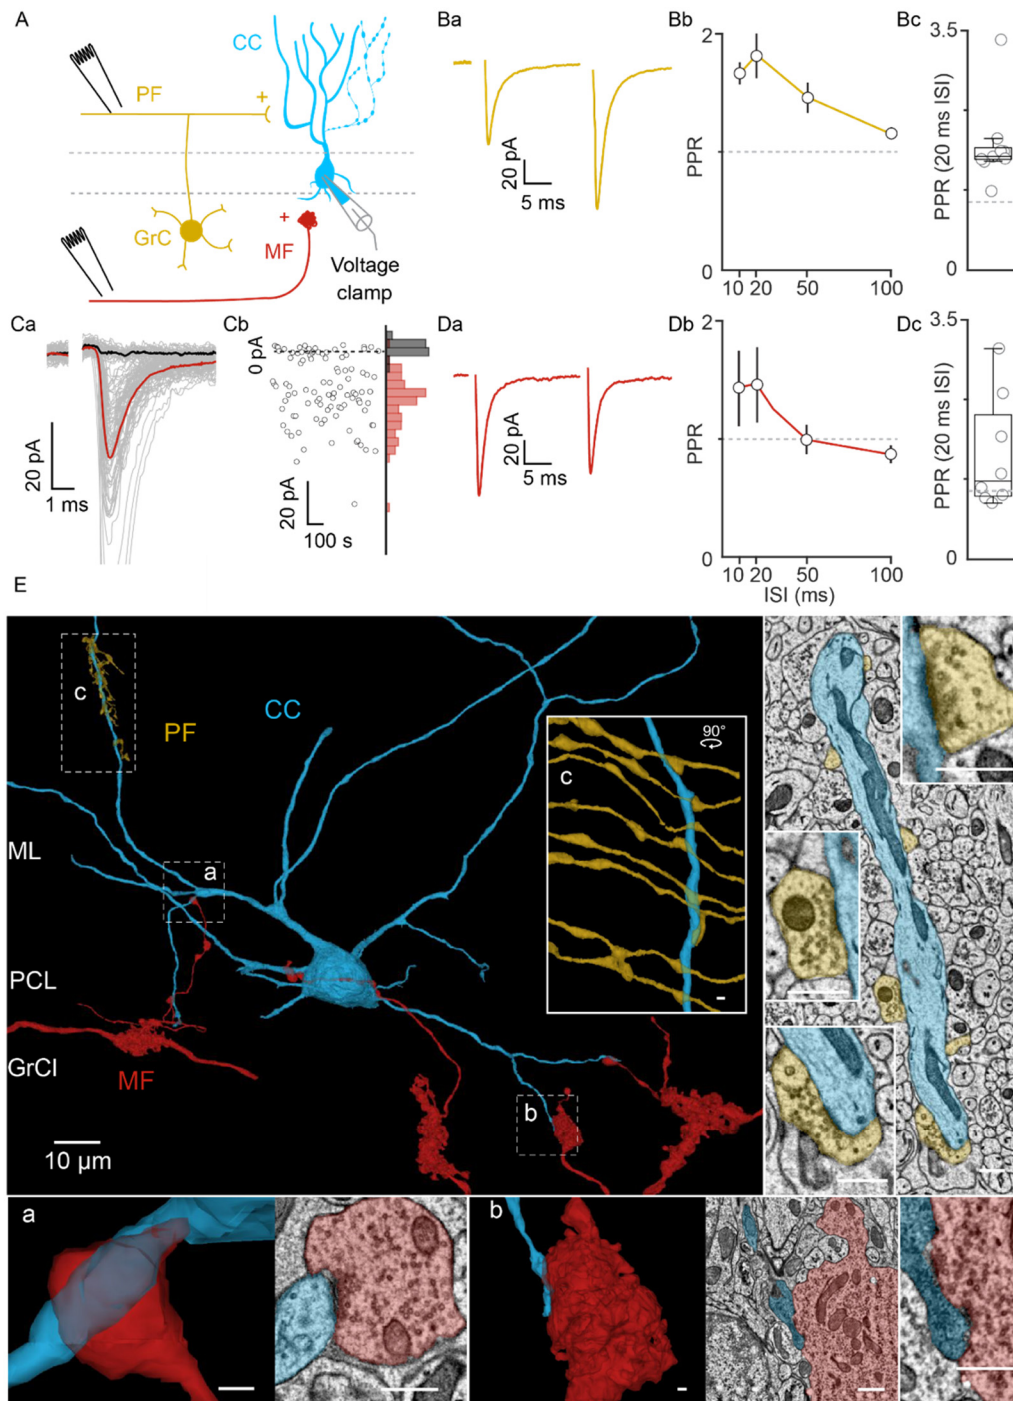 A
CC
PF
+
GrC
+
MF
Voltage
clamp
Ba
20 pA
5 ms
Bb
2
PPR
0
10 20 50 100
Bc
3.5
PPR (20 ms ISI)
0
Ca
20 pA
1 ms
Cb
0 pA
20 pA
100 s
Da
20 pA
5 ms
Db
2
PPR
0
10 20 50 100
ISI (ms)
Dc
3.5
PPR (20 ms ISI)
0
E
c
PF
CC
90°
c
ML
a
PCL
GrCl
MF
b
10 µm
a
b